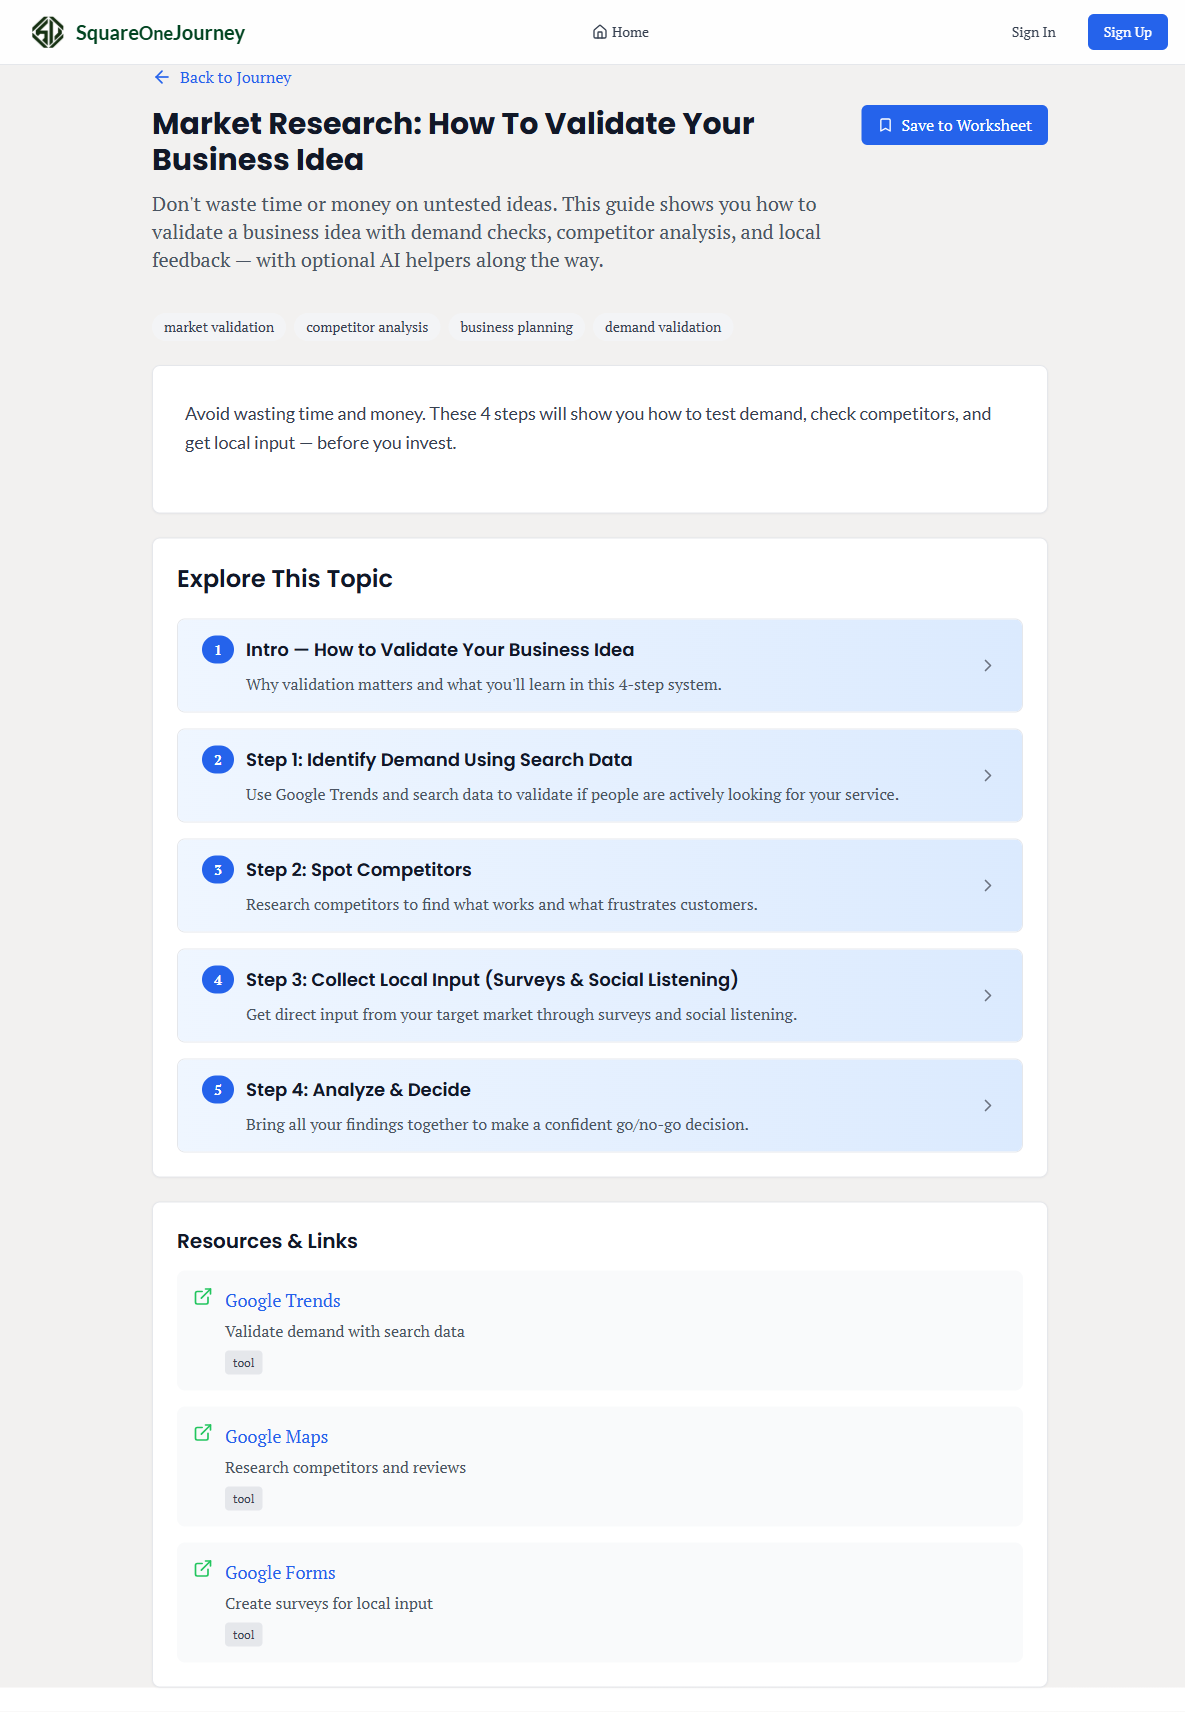 SquareOneJourney
Home
Sign In
Sign Up
Back to Journey
Market Research: How To Validate Your
Business Idea
Save to Worksheet
Don't waste time or money on untested ideas. This guide shows you how to
validate a business idea with demand checks, competitor analysis, and local
feedback — with optional AI helpers along the way.
market validation
competitor analysis
business planning
demand validation
Avoid wasting time and money. These 4 steps will show you how to test demand, check competitors, and
get local input — before you invest.
Explore This Topic
1
Intro — How to Validate Your Business Idea
Why validation matters and what you'll learn in this 4-step system.
2
Step 1: Identify Demand Using Search Data
Use Google Trends and search data to validate if people are actively looking for your service.
3
Step 2: Spot Competitors
Research competitors to find what works and what frustrates customers.
4
Step 3: Collect Local Input (Surveys & Social Listening)
Get direct input from your target market through surveys and social listening.
5
Step 4: Analyze & Decide
Bring all your findings together to make a confident go/no-go decision.
Resources & Links
Google Trends
Validate demand with search data
tool
Google Maps
Research competitors and reviews
tool
Google Forms
Create surveys for local input
tool